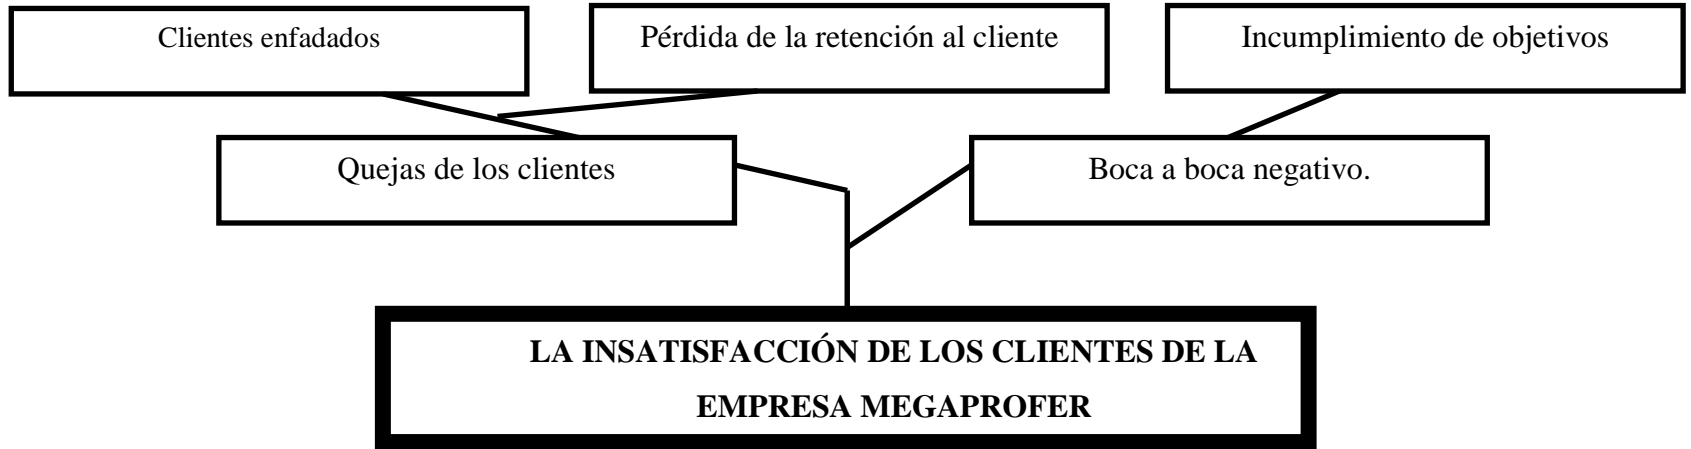 Clientes enfadados
Pérdida de la retención al cliente
Incumplimiento de objetivos
Quejas de los clientes
Boca a boca negativo.
LA INSATISFACCIÓN DE LOS CLIENTES DE LA
EMPRESA MEGAPROFER